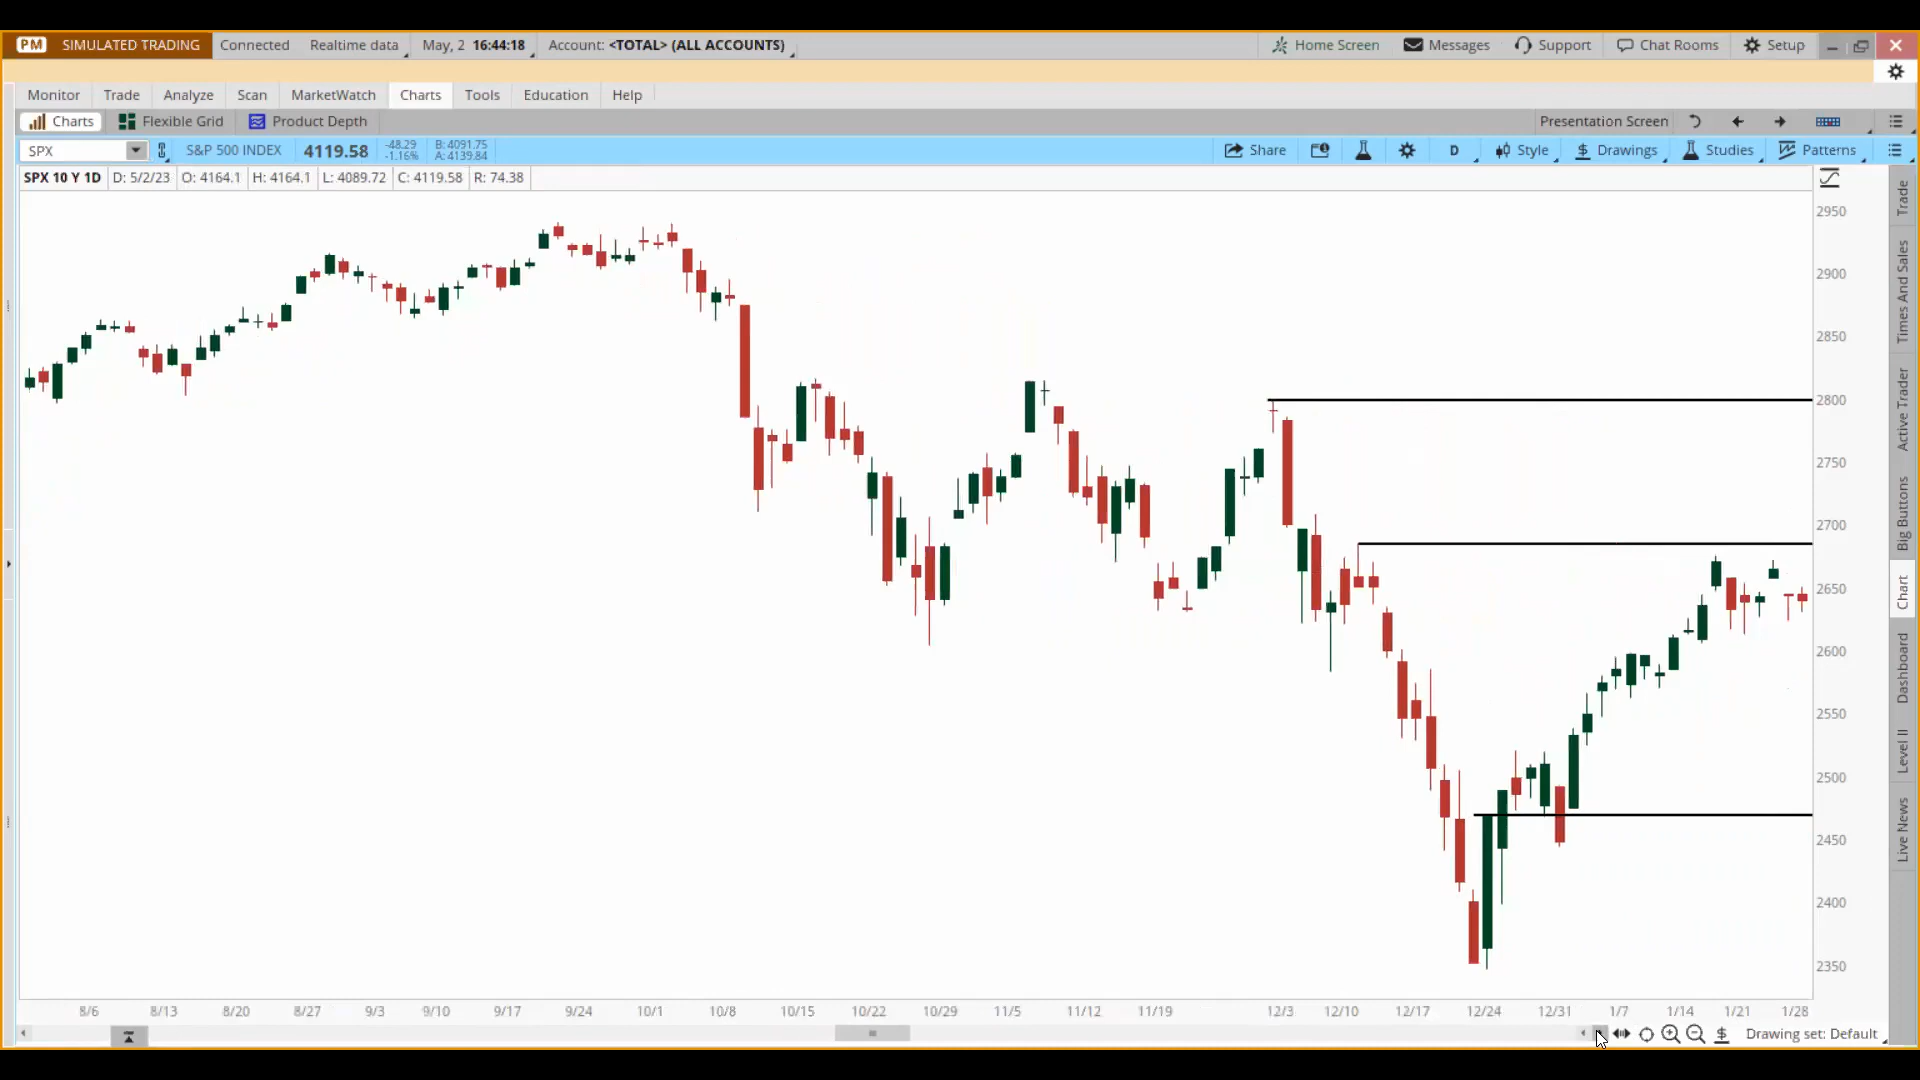 PM SIMULATED TRADING Connected Realtime data May, 2 16:44:18 Account: <TOTAL> (ALL ACCOUNTS) Home Screen Messages Support Chat Rooms Setup
Monitor Trade Analyze Scan MarketWatch Charts Tools Education Help
Charts Flexible Grid Product Depth Presentation Screen
SPX S&P 500 INDEX 4119.58 -48.29 B: 4091.75 Share D Style Drawings Studies Patterns
-1.16% A: 4139.84
SPX 10 Y 1D D: 5/2/23 O: 4164.1 H: 4164.1 L: 4089.72 C: 4119.58 R: 74.38
2950
2900
2850
2800
2750
2700
2650
2600
2550
2500
2450
2400
2350
8/6 8/13 8/20 8/27 9/3 9/10 9/17 9/24 10/1 10/8 10/15 10/22 10/29 11/5 11/12 11/19 12/3 12/10 12/17 12/24 12/31 1/7 1/14 1/21 1/28
Drawing set: Default
Trade
Times And Sales
Active Trader
Big Buttons
Chart
Dashboard
Level II
Live News